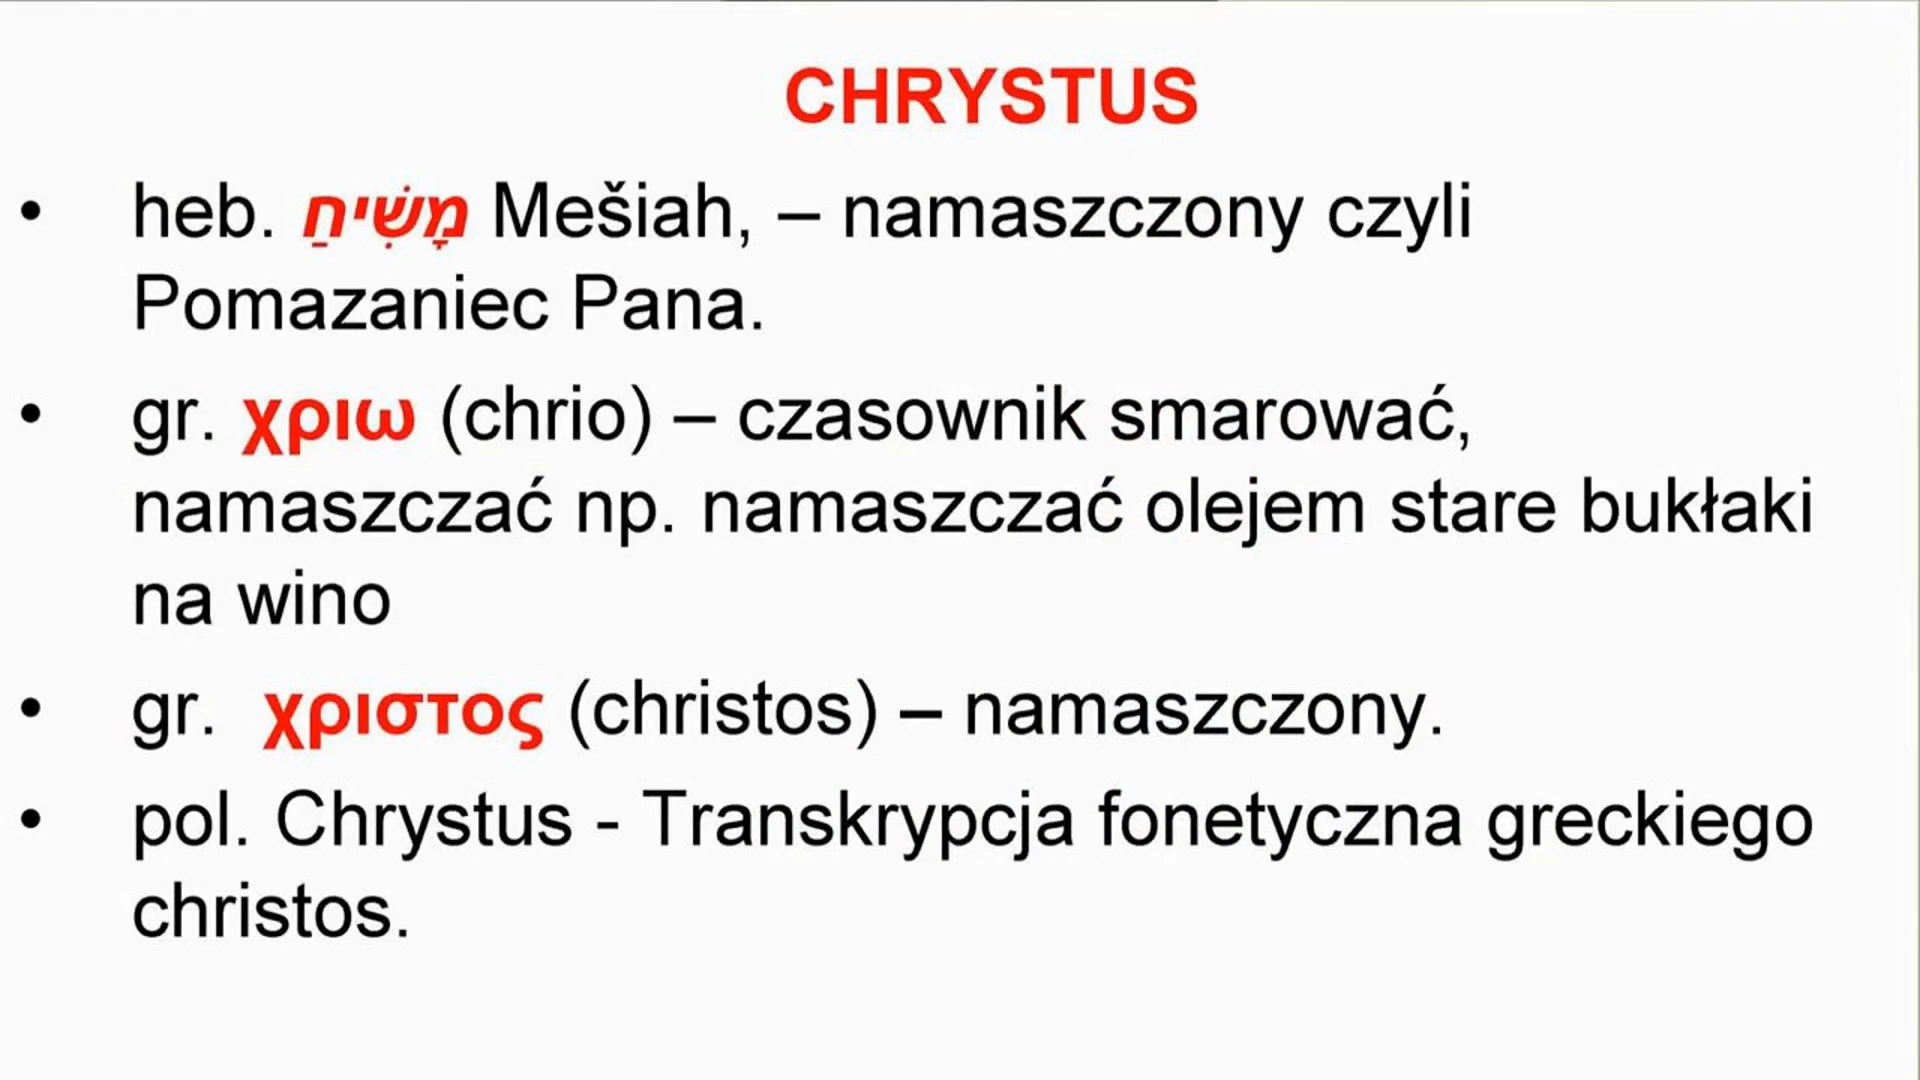 CHRYSTUS
• heb. מָשִׁיחַ Mešiah, – namaszczony czyli
Pomazaniec Pana.
• gr. χριω (chrio) – czasownik smarować,
namaszczać np. namaszczać olejem stare bukłaki
na wino
• gr. χριστος (christos) – namaszczony.
• pol. Chrystus - Transkrypcja fonetyczna greckiego
christos.